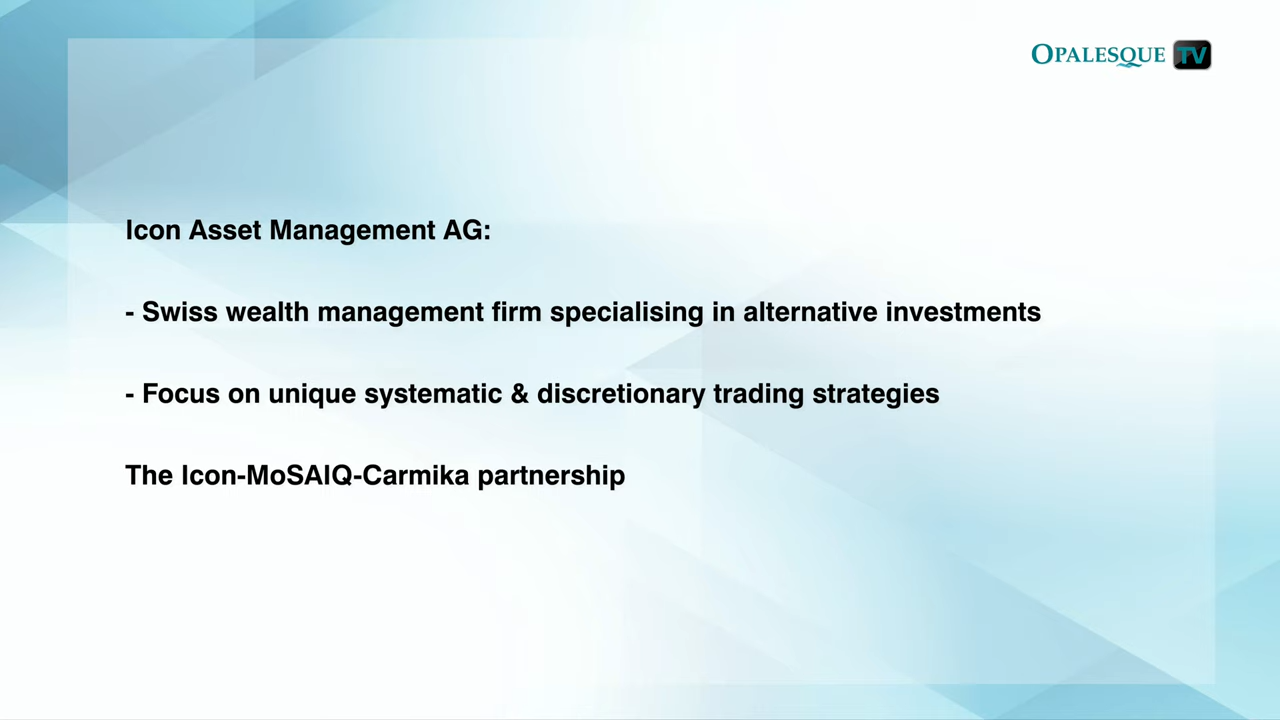 OPALESQUE TV
Icon Asset Management AG:
- Swiss wealth management firm specialising in alternative investments
- Focus on unique systematic & discretionary trading strategies
The Icon-MoSAIQ-Carmika partnership